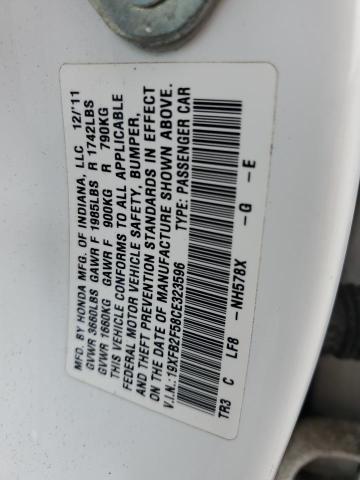 MFD. BY HONDA MFG. OF INDIANA, LLC 12/'11
GVWR 3660LBS GAWR F 1985LBS R 1742LBS
GVWR 1660KG GAWR F 900KG R 790KG
THIS VEHICLE CONFORMS TO ALL APPLICABLE
FEDERAL MOTOR VEHICLE SAFETY, BUMPER,
AND THEFT PREVENTION STANDARDS IN EFFECT
ON THE DATE OF MANUFACTURE SHOWN ABOVE.
V.I.N.:19XFB2F58CE323596 TYPE: PASSENGER CAR
TR3 C LF8 -NH578X -G -E